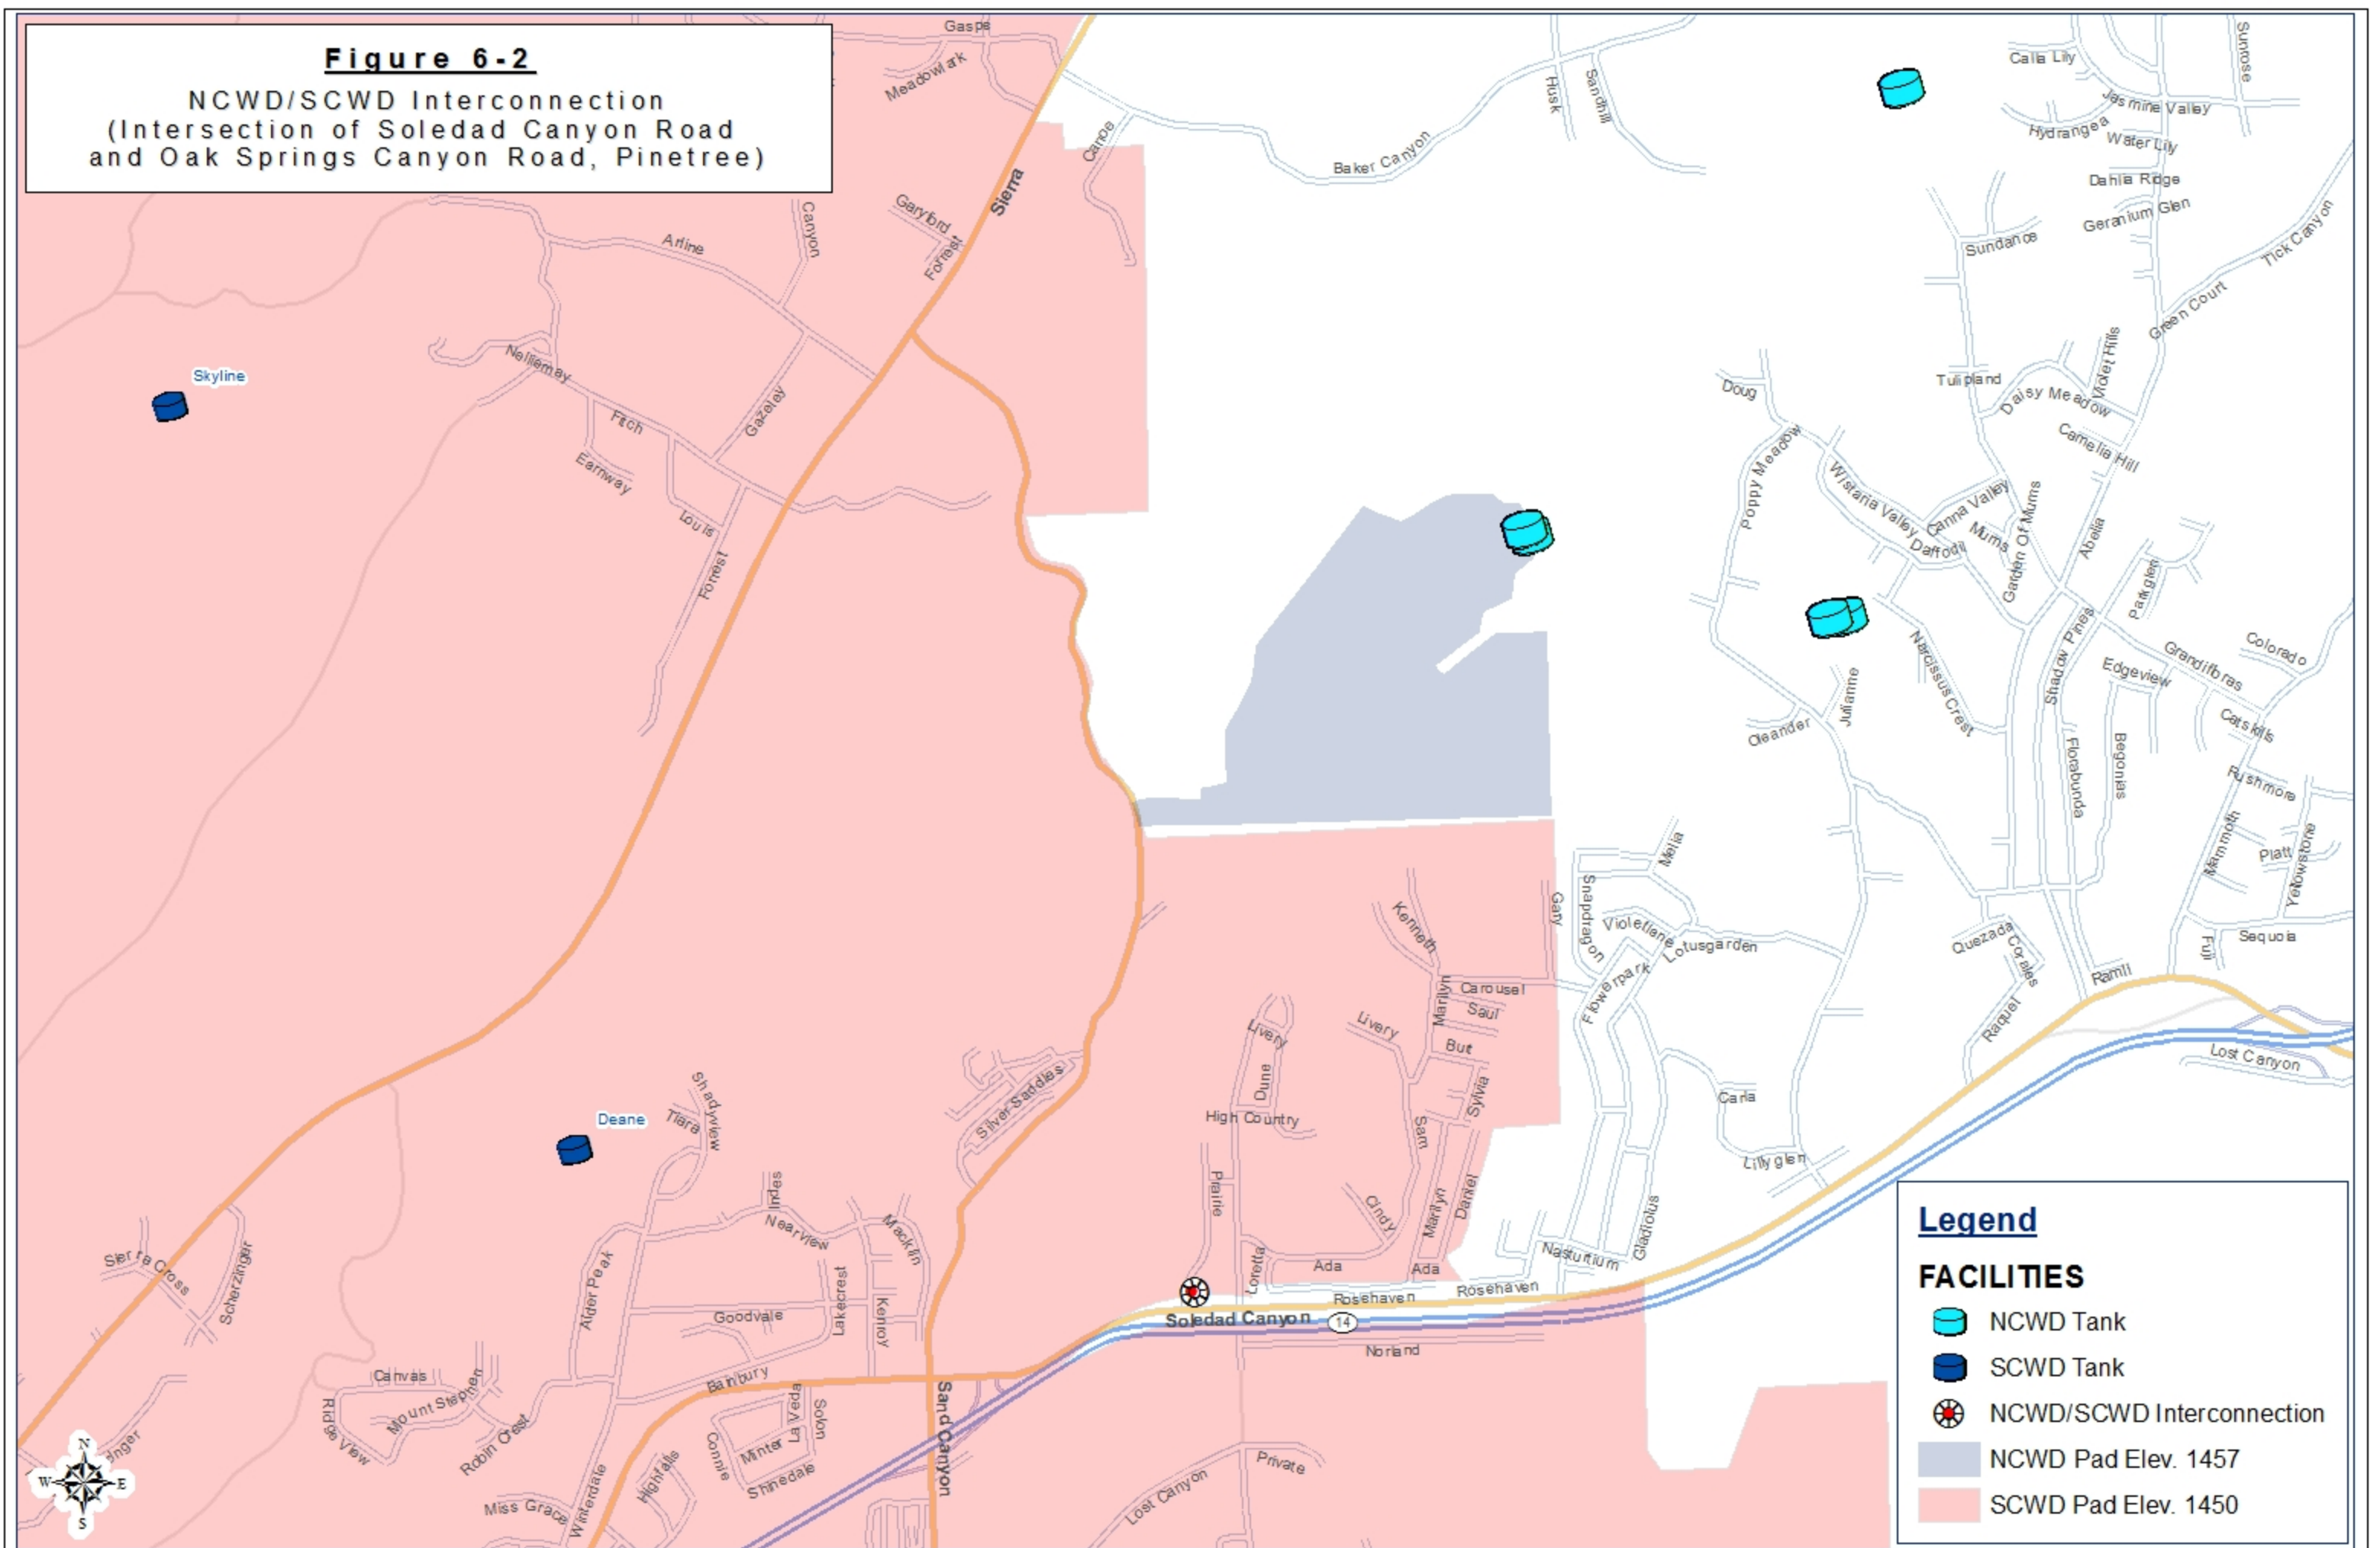 Figure 6-2
NCWD/SCWD Interconnection
(Intersection of Soledad Canyon Road
and Oak Springs Canyon Road, Pinetree)
Gasps
Meadowlark
Canoe
Sierra
Garyford
Forrest
Canyon
Arline
Baker Canyon
Husk
Sandhill
Calla Lily
Sunrose
Jasmine Valley
Hydrangea
Water Lily
Dahlia Ridge
Geranium Glen
Sundance
Tick Canyon
Green Court
Skyline
Nelliemay
Fitch
Gazeley
Earnway
Louis
Forrest
Doug
Tulipland
Violet Hills
Daisy Meadow
Camelia Hill
Poppy Meadow
Wistaria Valley
Canna Valley
Mums
Garden Of Mums
Daffodil
Abelia
Parkglen
Narcissus Crest
Shadow Pines
Grandifloras
Colorado
Edgeview
Julianne
Oleander
Catskills
Florabunda
Begonias
Rushmore
Mammoth
Platt
Yellowstone
Melia
Snapdragon
Gary
Kenneth
Violetlane
Lotusgarden
Flowerpark
Quezada
Corales
Fuji
Sequoia
Ramli
Raquel
Lost Canyon
Carousel
Marilyn
Saul
Livery
Livery
But
Dune
Sylvia
High Country
Sam
Silver Saddles
Carla
Lillyglen
Deane
Shadyview
Tiara
Indes
Nearview
Macklin
Prairie
Cindy
Marilyn
Daniel
Gladiolus
Nasturtium
Sierra Cross
Scherzinger
Alder Peak
Lakecrest
Kenroy
Goodvale
Loretta
Ada
Ada
Rosehaven
Rosehaven
Soledad Canyon
14
Norland
Canvas
Mount Stephen
Ridge View
Robin Crest
Banbury
La Veda
Solon
Connie
Minter
Shinedale
Sand Canyon
Highfalls
Miss Grace
Winterdale
Lost Canyon
Private
N
W
E
S
Legend
FACILITIES
NCWD Tank
SCWD Tank
NCWD/SCWD Interconnection
NCWD Pad Elev. 1457
SCWD Pad Elev. 1450